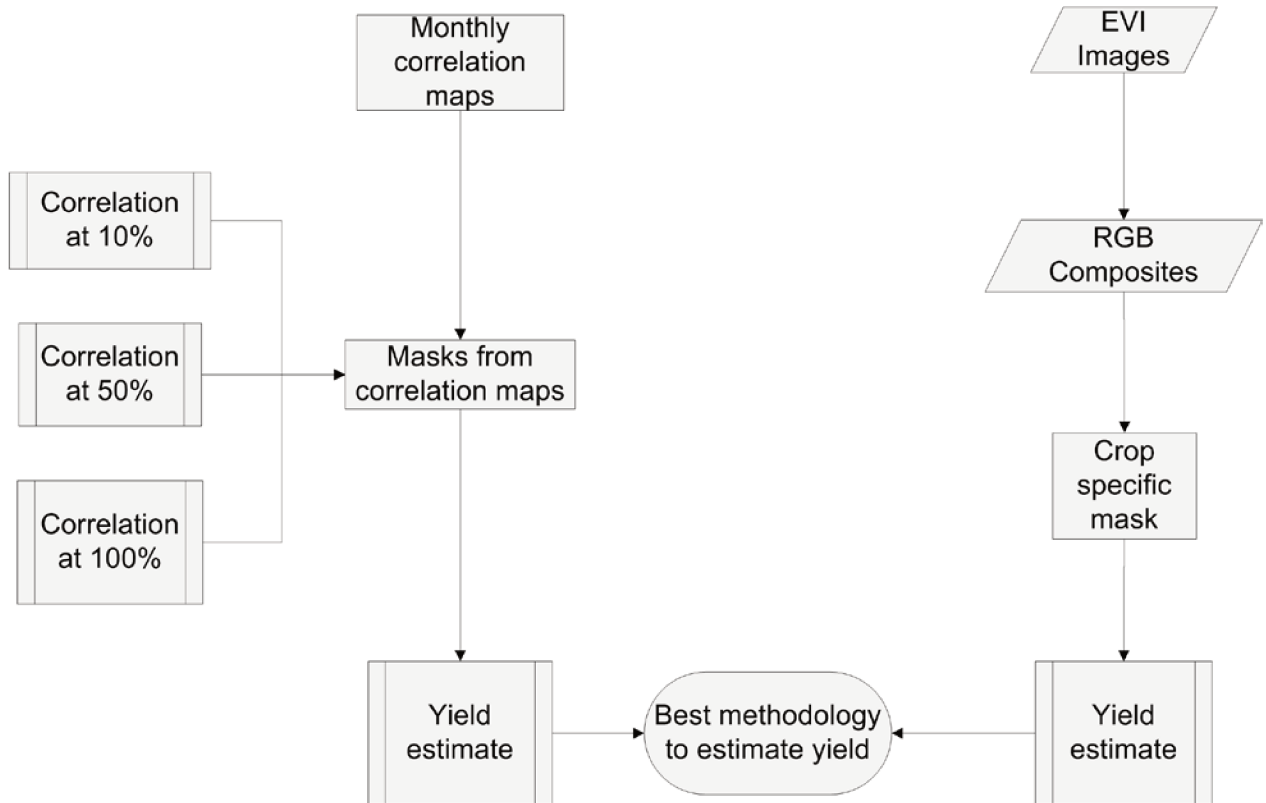 Monthly
correlation
maps
EVI
Images
Correlation
at 10%
RGB
Composites
Correlation
at 50%
Masks from
correlation maps
Crop
specific
mask
Correlation
at 100%
Yield
estimate
Best methodology
to estimate yield
Yield
estimate